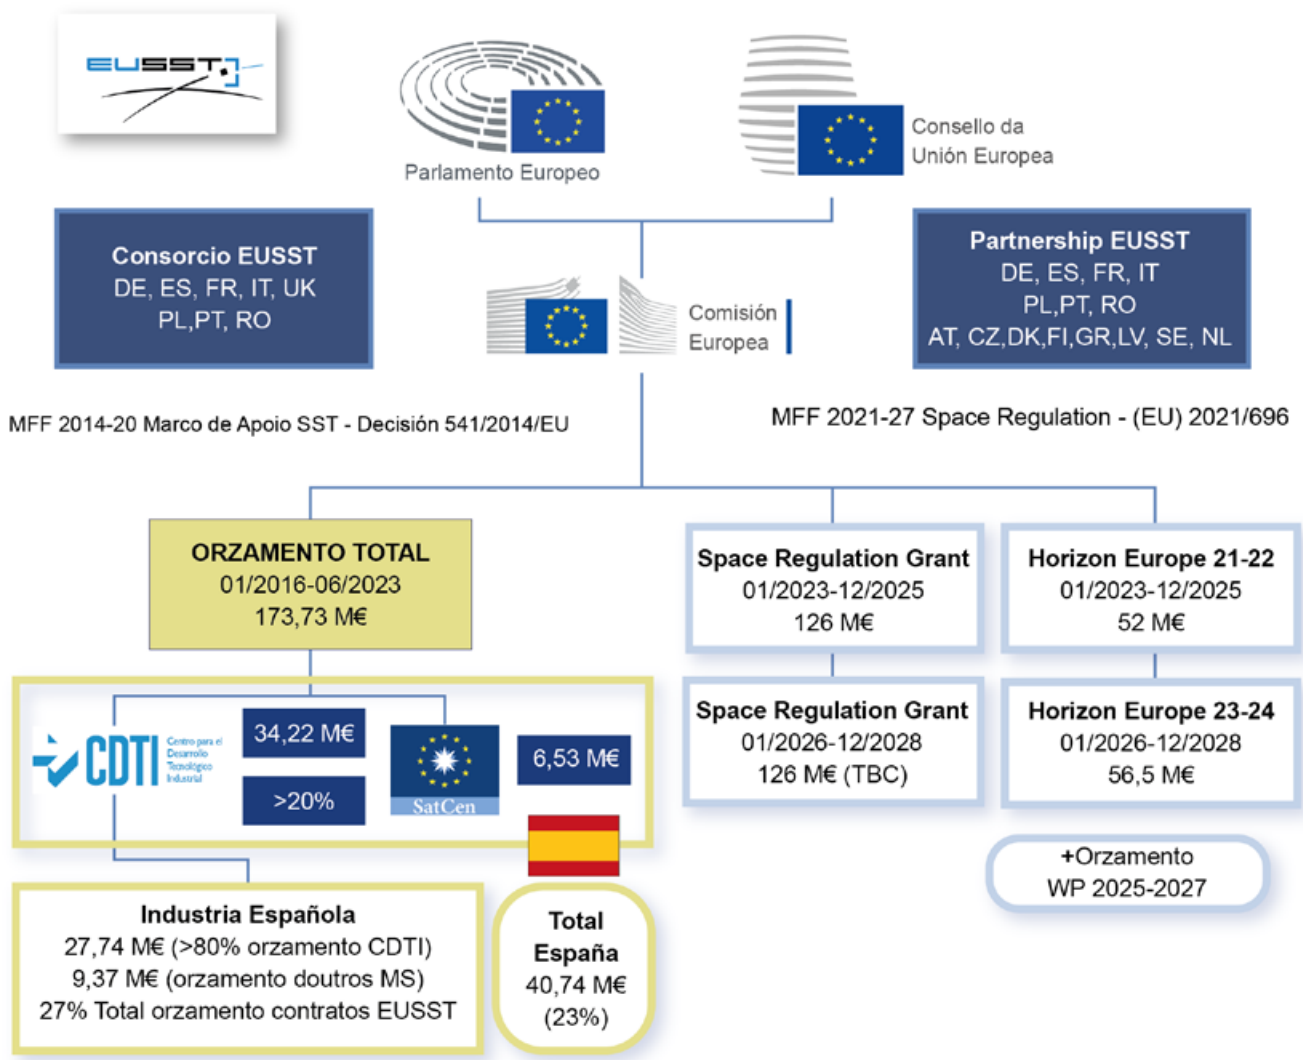 EUSST
Parlamento Europeo
Consello da
Unión Europea
Consorcio EUSST
DE, ES, FR, IT, UK
PL,PT, RO
Comisión
Europea
Partnership EUSST
DE, ES, FR, IT
PL,PT, RO
AT, CZ,DK,FI,GR,LV, SE, NL
MFF 2014-20 Marco de Apoio SST - Decisión 541/2014/EU
MFF 2021-27 Space Regulation - (EU) 2021/696
ORZAMENTO TOTAL
01/2016-06/2023
173,73 M€
Space Regulation Grant
01/2023-12/2025
126 M€
Horizon Europe 21-22
01/2023-12/2025
52 M€
CDTI
Centro para el
Desarrollo
Tecnológico
Industrial
34,22 M€
>20%
SatCen
6,53 M€
Space Regulation Grant
01/2026-12/2028
126 M€ (TBC)
Horizon Europe 23-24
01/2026-12/2028
56,5 M€
+Orzamento
WP 2025-2027
Industria Española
27,74 M€ (>80% orzamento CDTI)
9,37 M€ (orzamento doutros MS)
27% Total orzamento contratos EUSST
Total
España
40,74 M€
(23%)